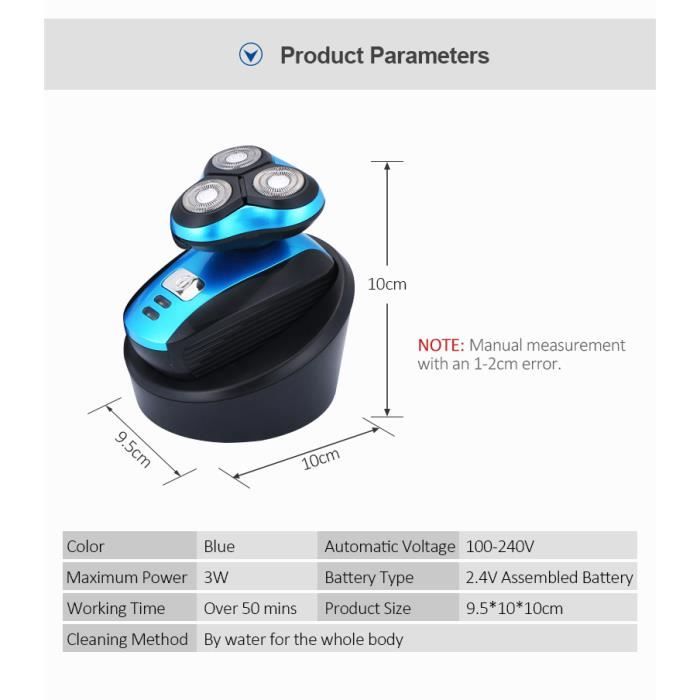 Product Parameters
10cm
NOTE: Manual measurement
with an 1-2cm error.
9.5cm
10cm
Color Blue Automatic Voltage 100-240V
Maximum Power 3W Battery Type 2.4V Assembled Battery
Working Time Over 50 mins Product Size 9.5*10*10cm
Cleaning Method By water for the whole body